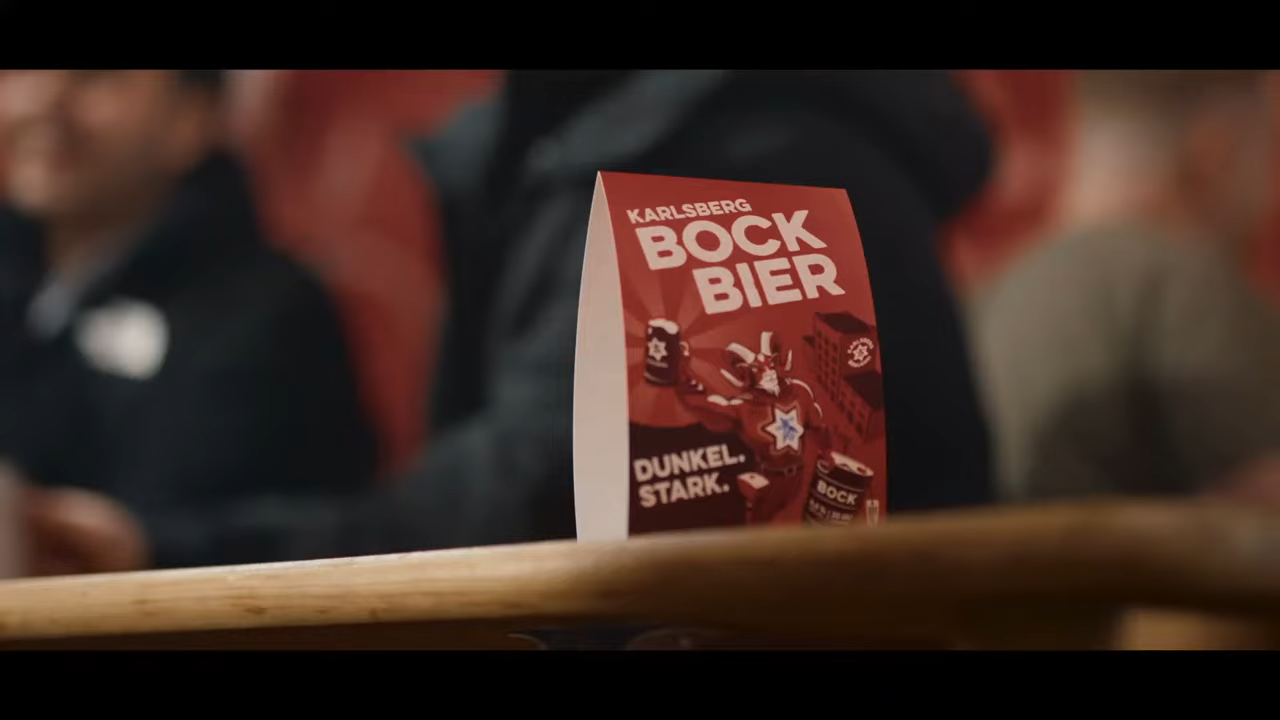 KARLSBERG
BOCK
BIER
DUNKEL.
STARK.
BOCK